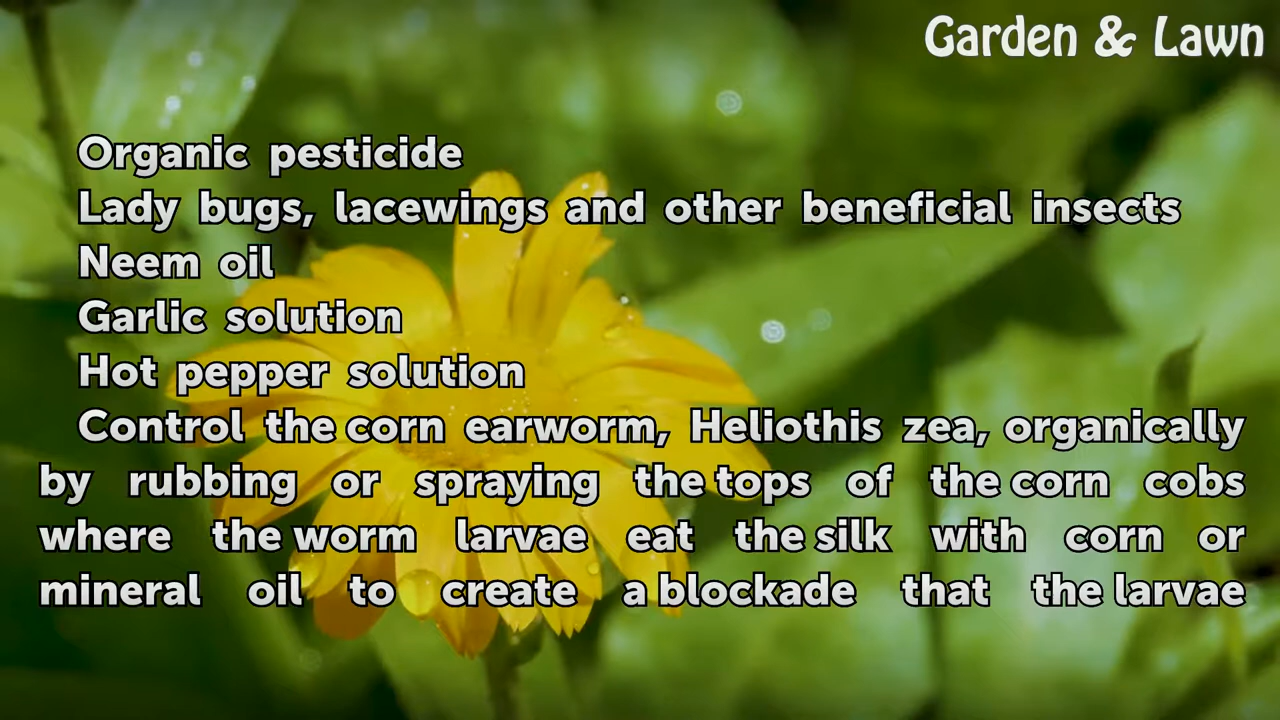 Garden & Lawn
Organic pesticide
Lady bugs, lacewings and other beneficial insects
Neem oil
Garlic solution
Hot pepper solution
Control the corn earworm, Heliothis zea, organically
by rubbing or spraying the tops of the corn cobs
where the worm larvae eat the silk with corn or
mineral oil to create a blockade that the larvae